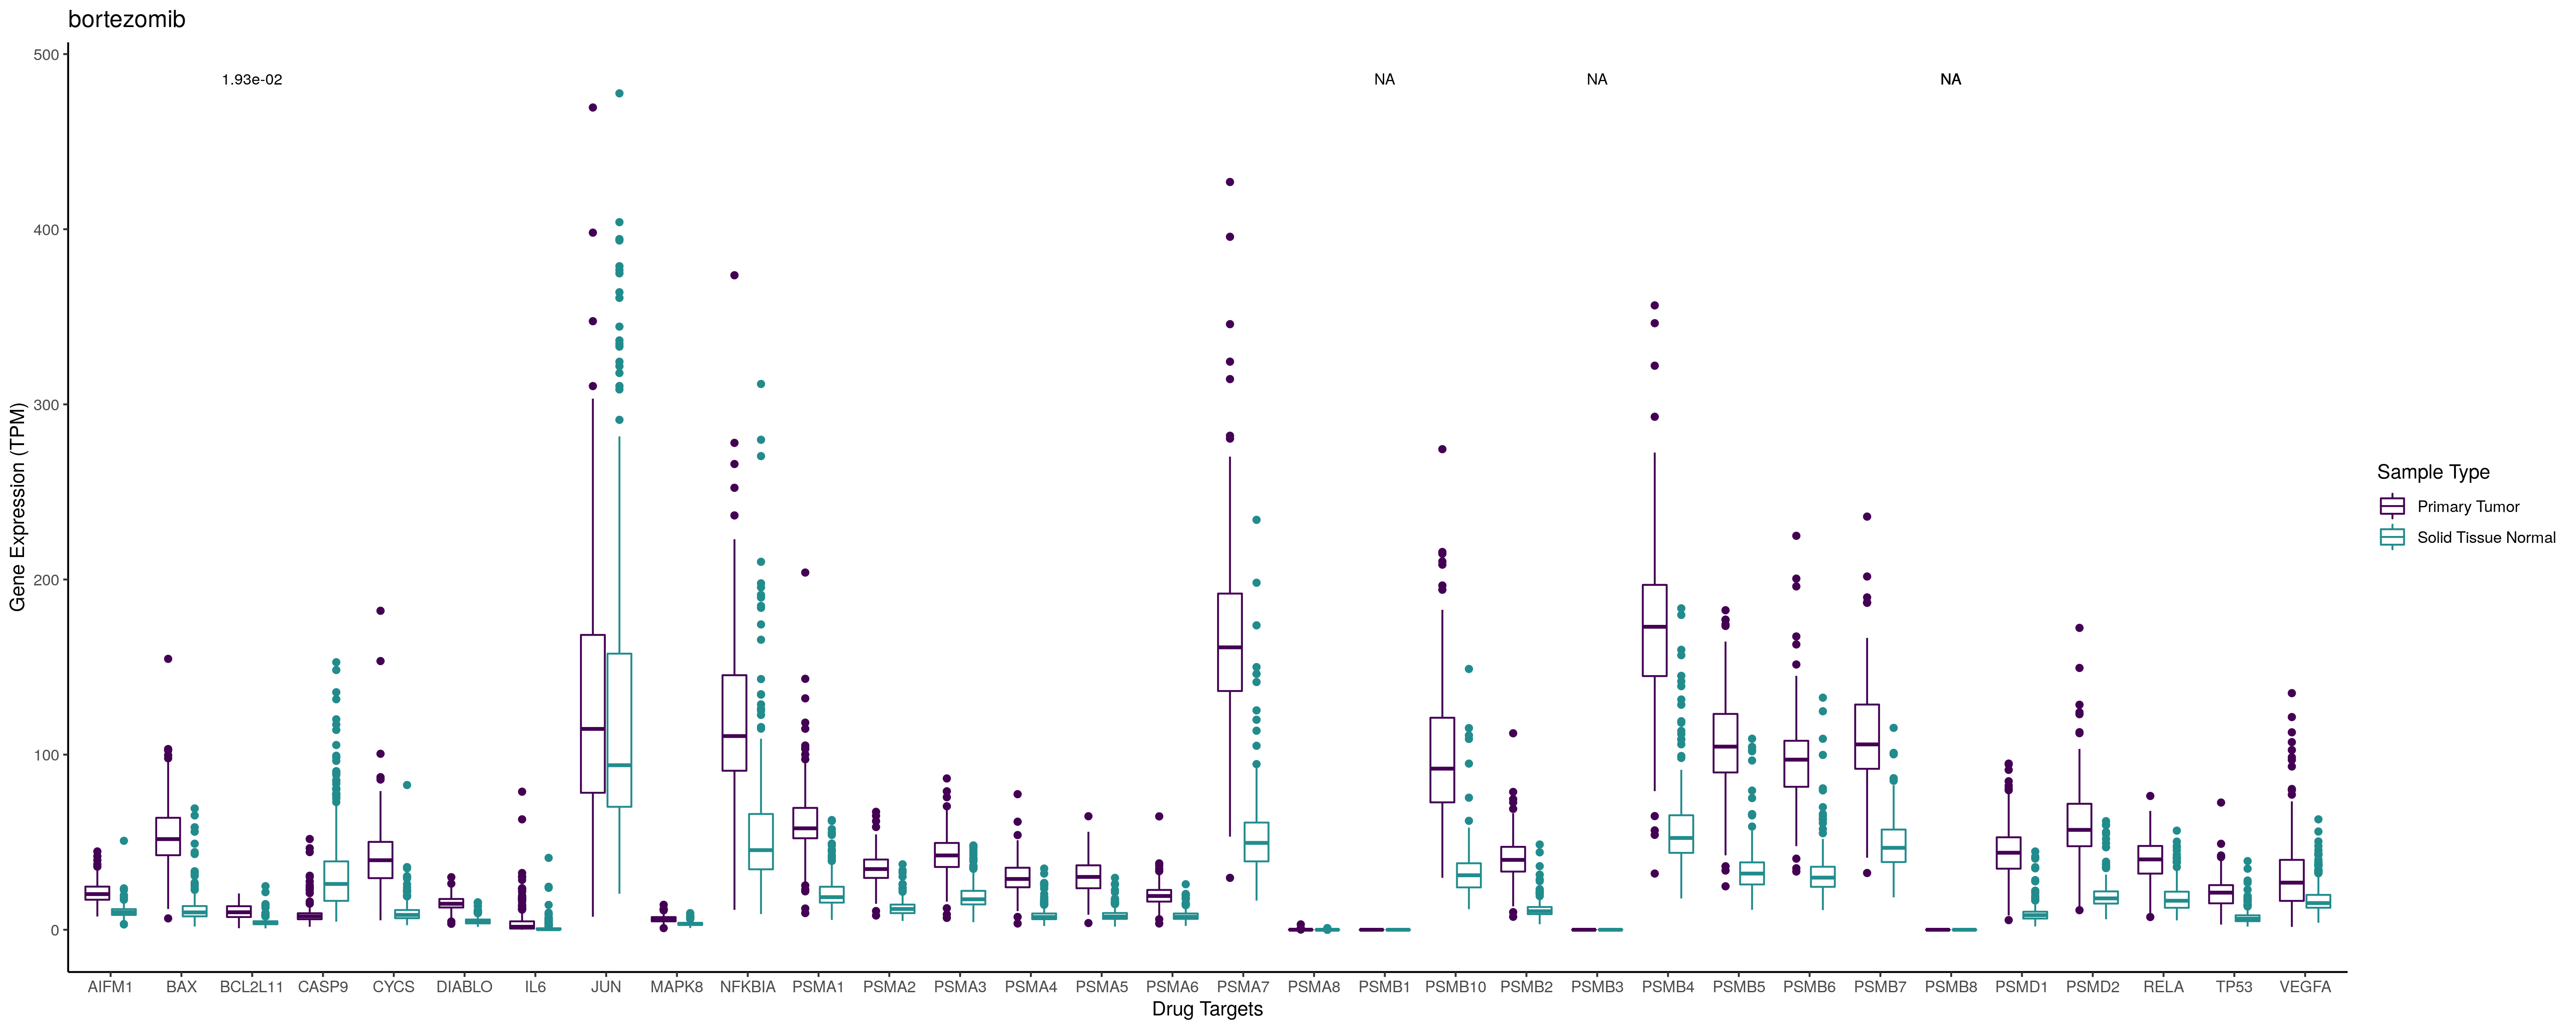 bortezomib
500
1.93e-02 NA NA NA
400
300
200
100
0
Gene Expression (TPM)
AIFM1 BAX BCL2L11 CASP9 CYCS DIABLO IL6 JUN MAPK8 NFKBIA PSMA1 PSMA2 PSMA3 PSMA4 PSMA5 PSMA6 PSMA7 PSMA8 PSMB1 PSMB10 PSMB2 PSMB3 PSMB4 PSMB5 PSMB6 PSMB7 PSMB8 PSMD1 PSMD2 RELA TP53 VEGFA
Drug Targets
Sample Type
Primary Tumor
Solid Tissue Normal